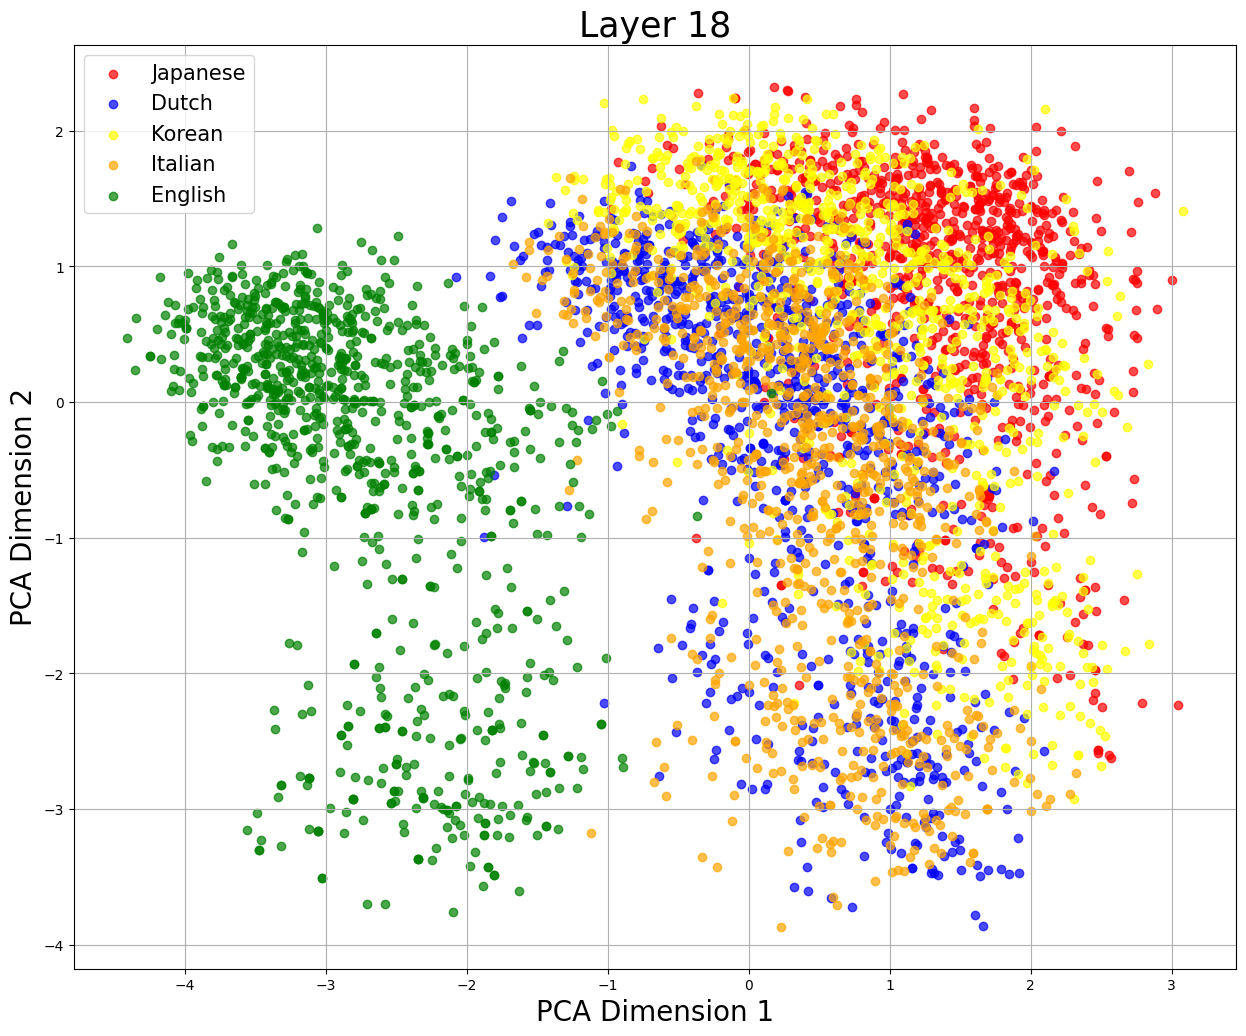 Layer 18
Japanese
Dutch
Korean
Italian
English
PCA Dimension 2
2
1
0
−1
−2
−3
−4
−4
−3
−2
−1
0
1
2
3
PCA Dimension 1